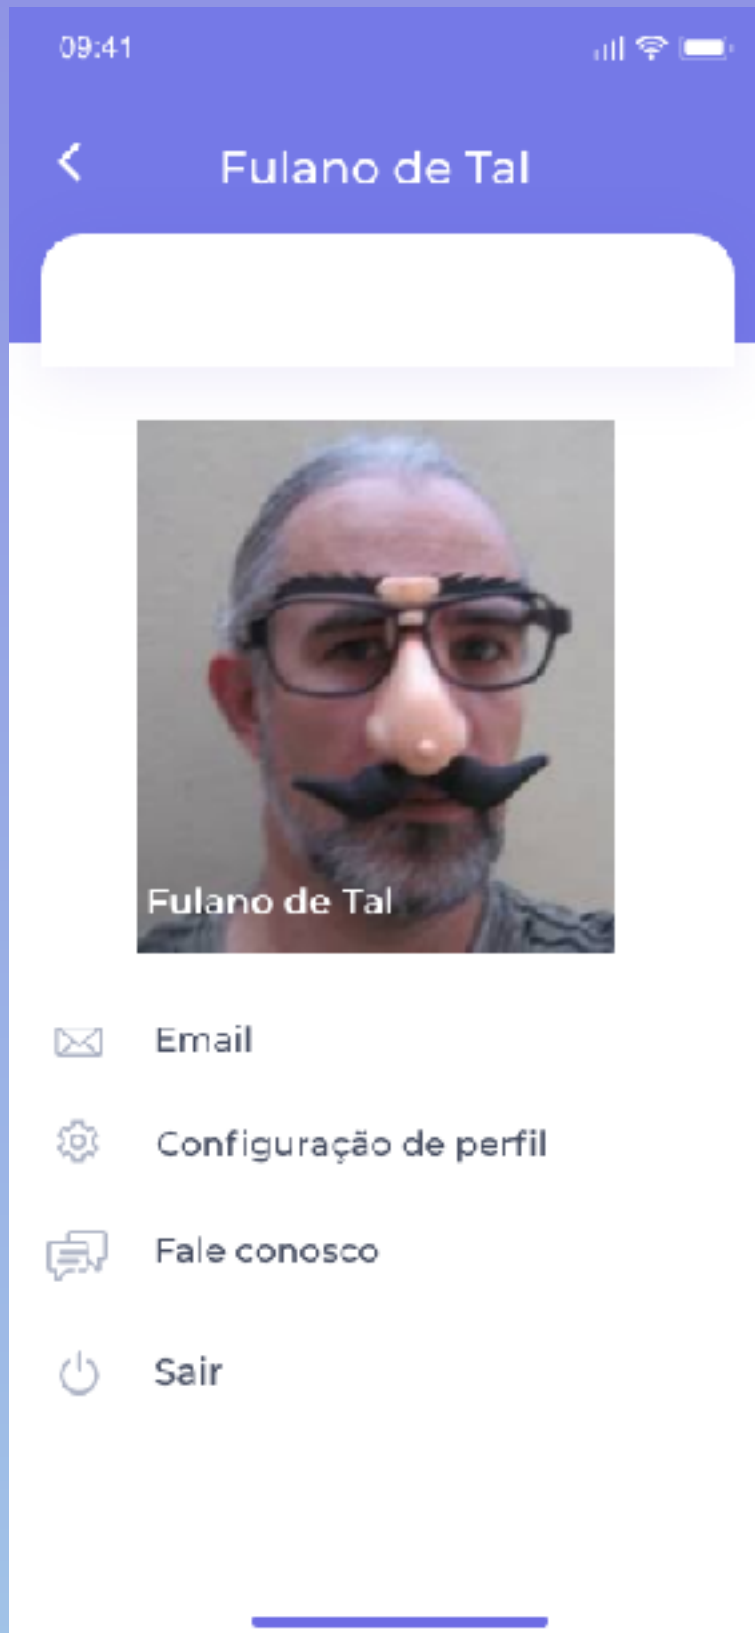 09:41
Fulano de Tal
Fulano de Tal
Email
Configuração de perfil
Fale conosco
Sair